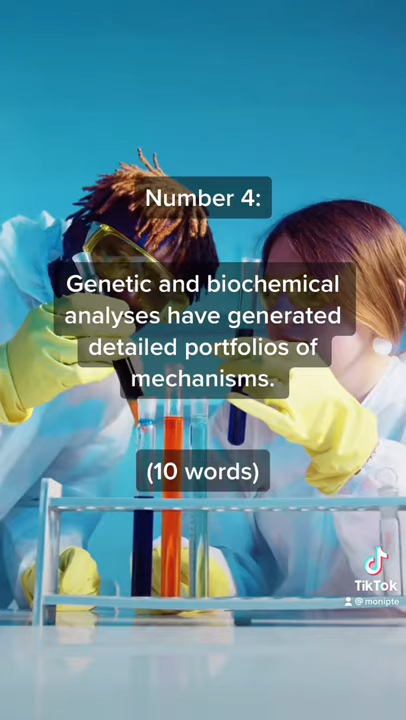 Number 4:
Genetic and biochemical
analyses have generated
detailed portfolios of
mechanisms.
(10 words)
TikTok
@monipte